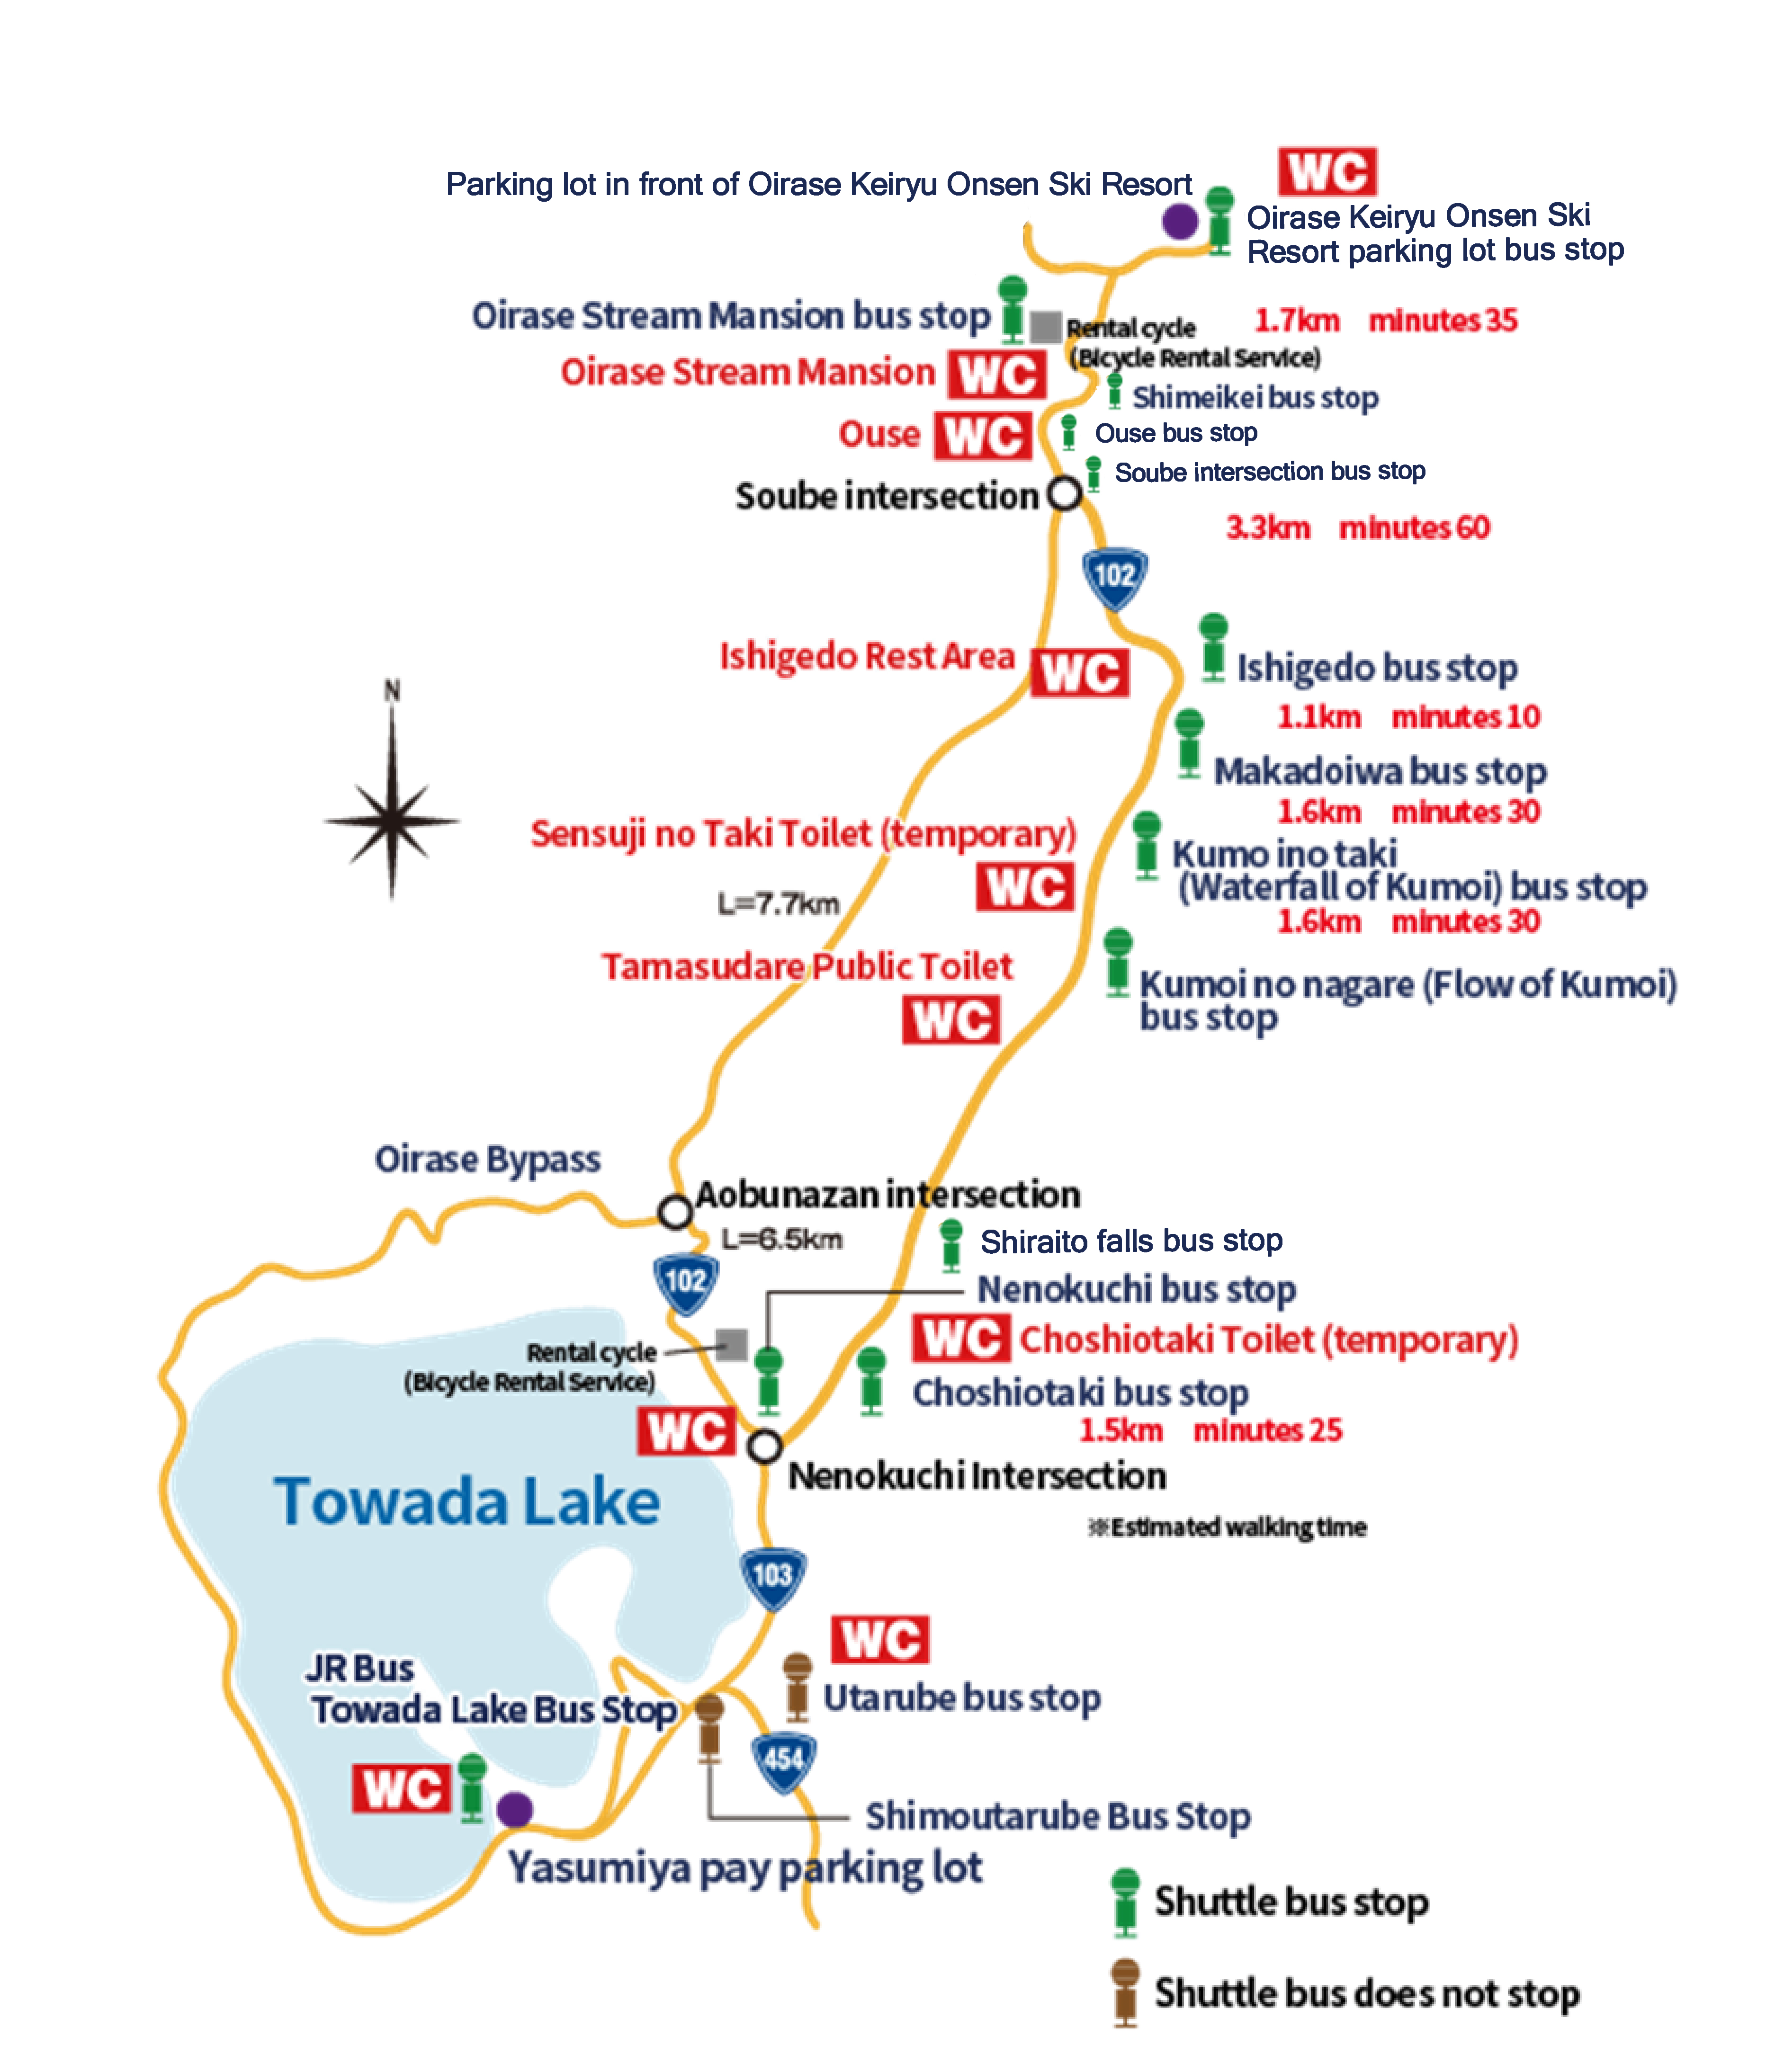 WC
Parking lot in front of Oirase Keiryu Onsen Ski Resort
Oirase Keiryu Onsen Ski
Resort parking lot bus stop
Oirase Stream Mansion bus stop
Rental cycle
(Bicycle Rental Service)
1.7km minutes 35
Oirase Stream Mansion WC
Shimeikei bus stop
Ouse WC
Ouse bus stop
Soube intersection bus stop
Soube intersection
3.3km minutes 60
102
Ishigedo Rest Area WC
Ishigedo bus stop
N
1.1km minutes 10
Makadoiwa bus stop
1.6km minutes 30
Sensuji no Taki Toilet (temporary)
WC
Kumo ino taki
(Waterfall of Kumoi) bus stop
L=7.7km
1.6km minutes 30
Tamasudare Public Toilet
WC
Kumoi no nagare (Flow of Kumoi)
bus stop
Oirase Bypass
Aobunazan intersection
L=6.5km
Shiraito falls bus stop
102
Nenokuchi bus stop
WC Choshiotaki Toilet (temporary)
Rental cycle
(Bicycle Rental Service)
Choshiotaki bus stop
WC
1.5km minutes 25
Nenokuchi Intersection
Towada Lake
※Estimated walking time
103
WC
JR Bus
Towada Lake Bus Stop
Utarube bus stop
454
WC
Shimoutarube Bus Stop
Yasumiya pay parking lot
Shuttle bus stop
Shuttle bus does not stop